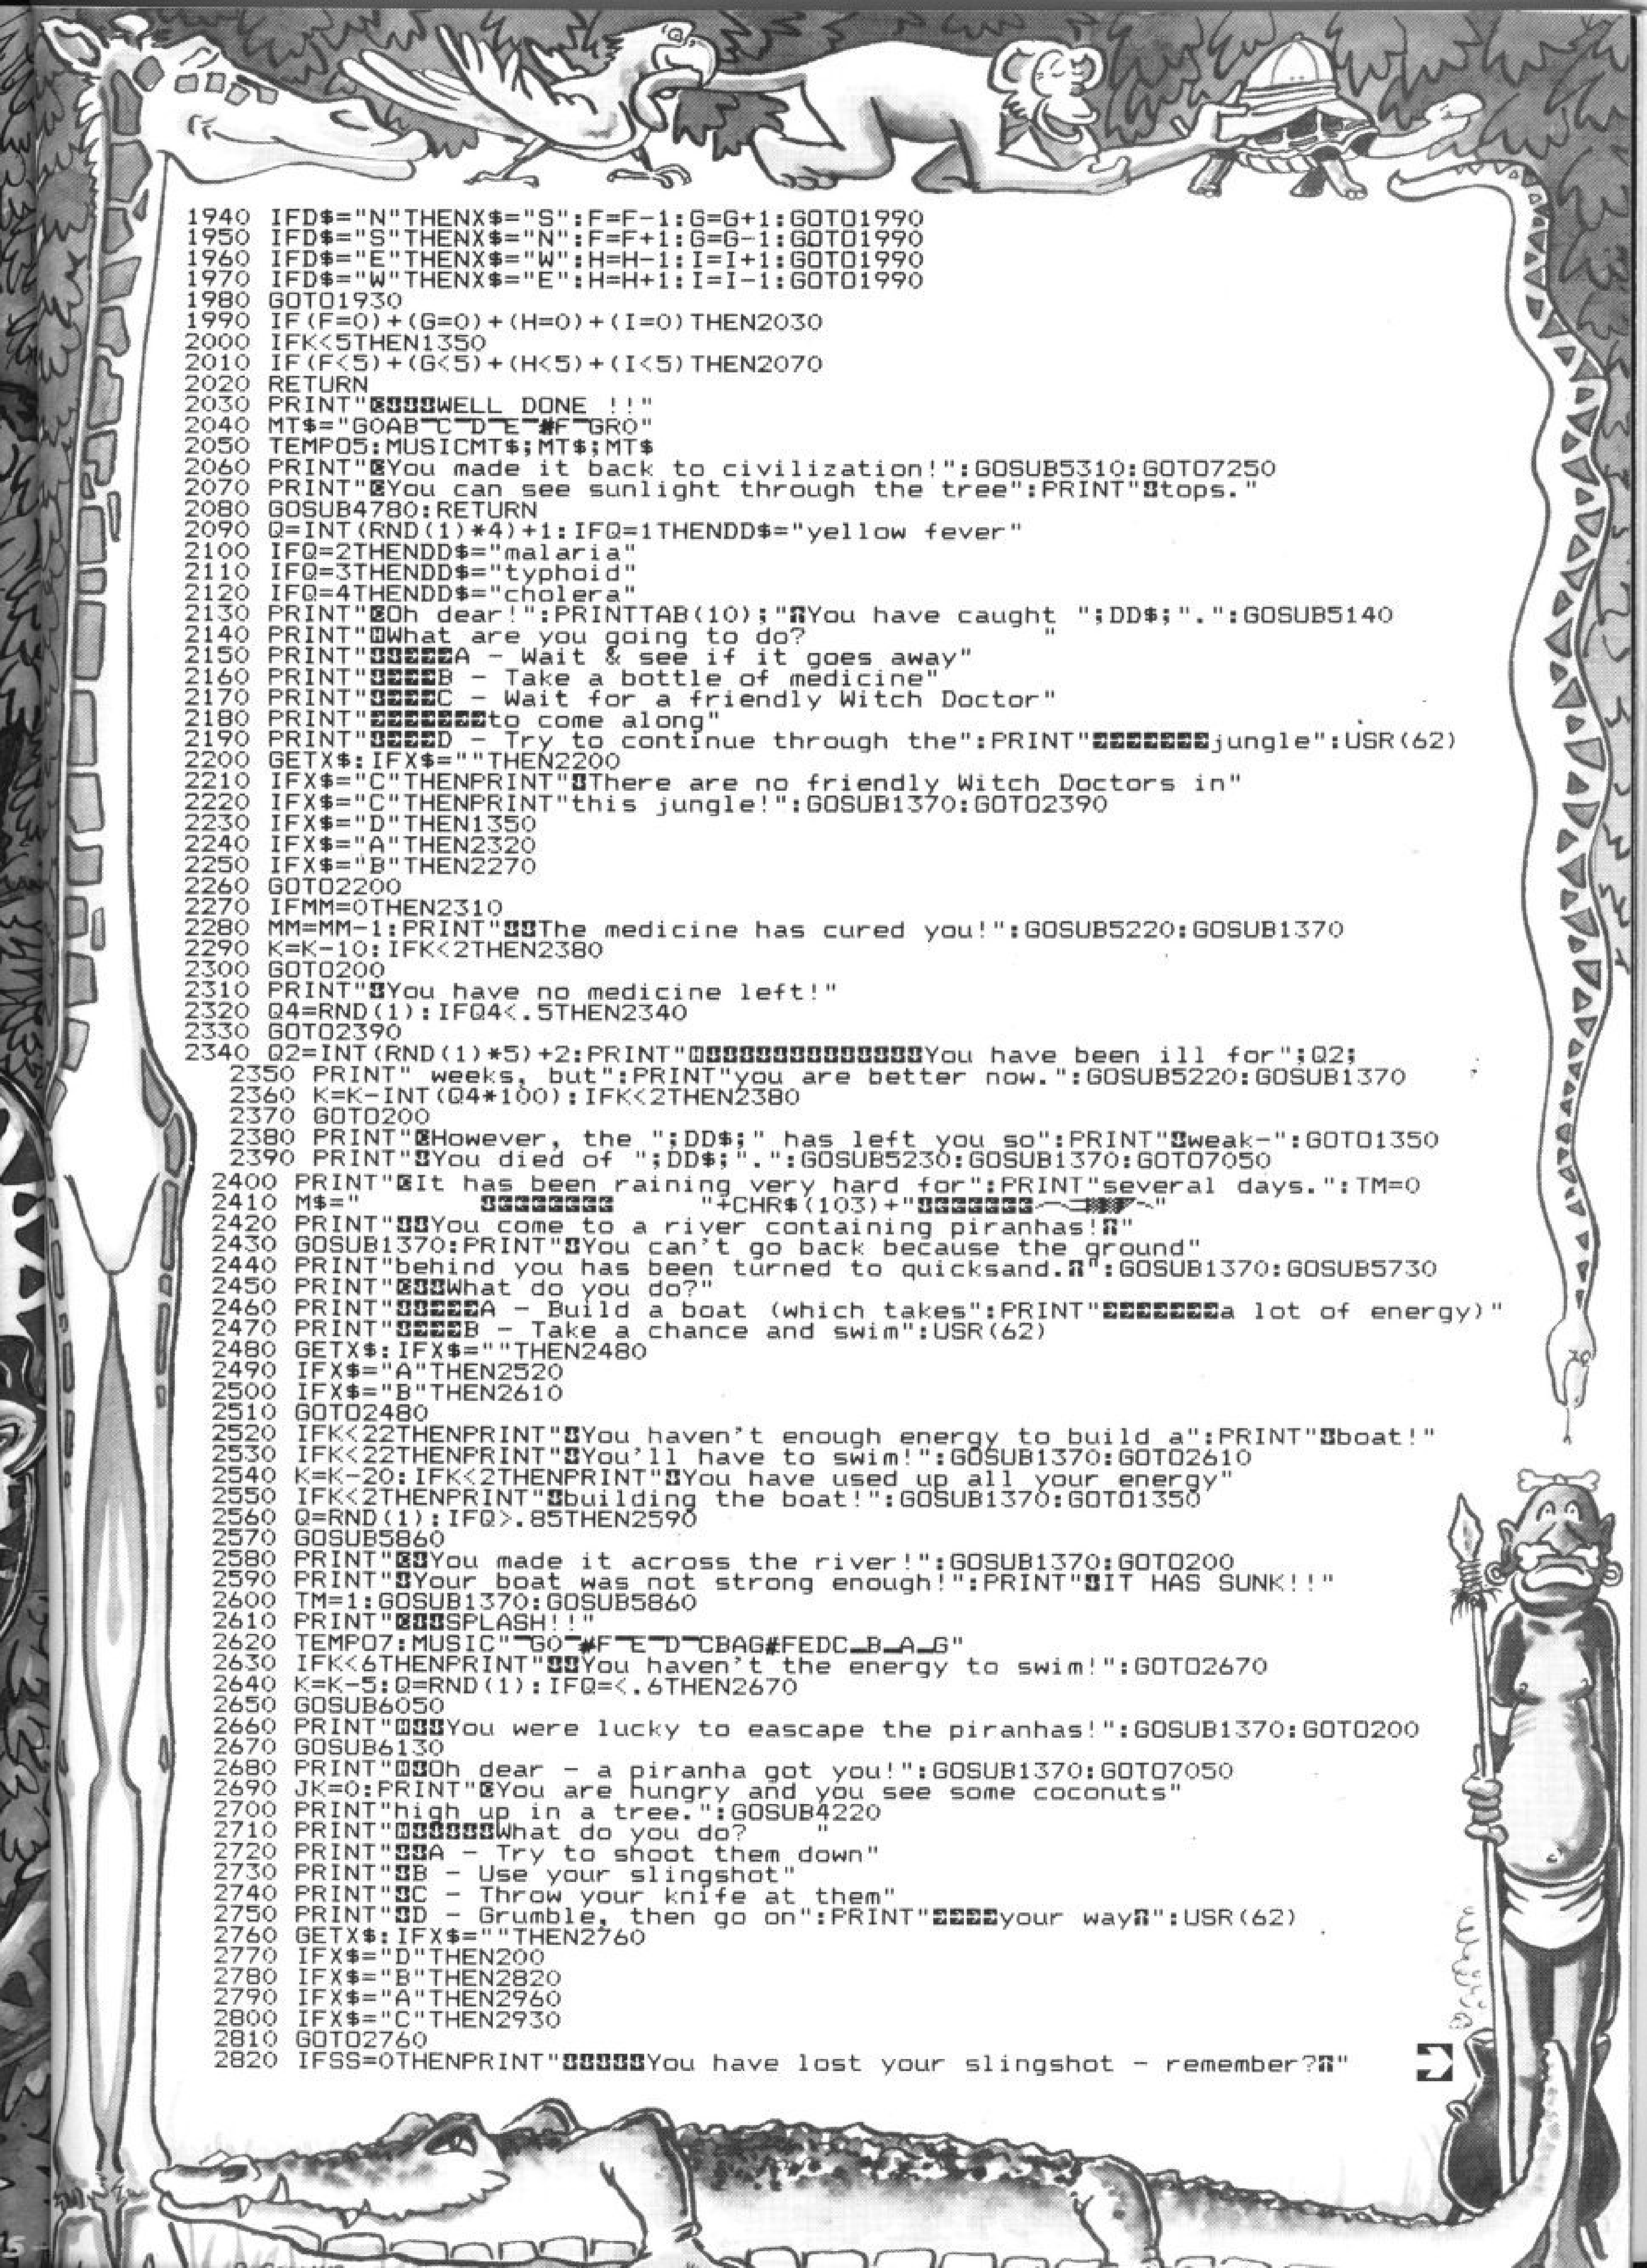 1940 IFD$="N"THENX$="S":F=F-1:G=G+1:GOTO1990
1950 IFD$="S"THENX$="N":F=F+1:G=G-1:GOTO1990
1960 IFD$="E"THENX$="W":H=H-1:I=I+1:GOTO1990
1970 IFD$="W"THENX$="E":H=H+1:I=I-1:GOTO1990
1980 GOTO1930
1990 IF(F=0)+(G=0)+(H=0)+(I=0)THEN2030
2000 IFK<5THEN1350
2010 IF(F<5)+(G<5)+(H<5)+(I<5)THEN2070
2020 RETURN
2030 PRINT"WELL DONE !!"
2040 MT$="G0AB‾C‾D‾E‾#F‾GR0"
2050 TEMPO5:MUSICMT$;MT$;MT$
2060 PRINT"You made it back to civilization!":GOSUB5310:GOTO7250
2070 PRINT"You can see sunlight through the tree":PRINT"tops."
2080 GOSUB4780:RETURN
2090 Q=INT(RND(1)*4)+1:IFQ=1THENDD$="yellow fever"
2100 IFQ=2THENDD$="malaria"
2110 IFQ=3THENDD$="typhoid"
2120 IFQ=4THENDD$="cholera"
2130 PRINT"Oh dear!":PRINTTAB(10);"You have caught ";DD$;".":GOSUB5140
2140 PRINT"What are you going to do?                "
2150 PRINT"A - Wait & see if it goes away"
2160 PRINT"B - Take a bottle of medicine"
2170 PRINT"C - Wait for a friendly Witch Doctor"
2180 PRINT"to come along"
2190 PRINT"D - Try to continue through the":PRINT"jungle":USR(62)
2200 GETX$:IFX$=""THEN2200
2210 IFX$="C"THENPRINT"There are no friendly Witch Doctors in"
2220 IFX$="C"THENPRINT"this jungle!":GOSUB1370:GOTO2390
2230 IFX$="D"THEN1350
2240 IFX$="A"THEN2320
2250 IFX$="B"THEN2270
2260 GOTO2200
2270 IFMM=0THEN2310
2280 MM=MM-1:PRINT"The medicine has cured you!":GOSUB5220:GOSUB1370
2290 K=K-10:IFK<2THEN2380
2300 GOTO200
2310 PRINT"You have no medicine left!"
2320 Q4=RND(1):IFQ4<.5THEN2340
2330 GOTO2390
2340 Q2=INT(RND(1)*5)+2:PRINT"You have been ill for";Q2;
2350 PRINT" weeks, but":PRINT"you are better now.":GOSUB5220:GOSUB1370
2360 K=K-INT(Q4*100):IFK<2THEN2380
2370 GOTO200
2380 PRINT"However, the ";DD$;" has left you so":PRINT"weak-":GOTO1350
2390 PRINT"You died of ";DD$;".":GOSUB5230:GOSUB1370:GOTO7050
2400 PRINT"It has been raining very hard for":PRINT"several days.":TM=0
2410 M$="                "+CHR$(103)+""
2420 PRINT"You come to a river containing piranhas!"
2430 GOSUB1370:PRINT"You can't go back because the ground"
2440 PRINT"behind you has been turned to quicksand.":GOSUB1370:GOSUB5730
2450 PRINT"What do you do?"
2460 PRINT"A - Build a boat (which takes":PRINT"a lot of energy)"
2470 PRINT"B - Take a chance and swim":USR(62)
2480 GETX$:IFX$=""THEN2480
2490 IFX$="A"THEN2520
2500 IFX$="B"THEN2610
2510 GOTO2480
2520 IFK<22THENPRINT"You haven't enough energy to build a":PRINT"boat!"
2530 IFK<22THENPRINT"You'll have to swim!":GOSUB1370:GOTO2610
2540 K=K-20:IFK<2THENPRINT"You have used up all your energy"
2550 IFK<2THENPRINT"building the boat!":GOSUB1370:GOTO1350
2560 Q=RND(1):IFQ>.85THEN2590
2570 GOSUB5860
2580 PRINT"You made it across the river!":GOSUB1370:GOTO200
2590 PRINT"Your boat was not strong enough!":PRINT"IT HAS SUNK!!"
2600 TM=1:GOSUB1370:GOSUB5860
2610 PRINT"SPLASH!!"
2620 TEMPO7:MUSIC"‾G0‾#F‾E‾D‾CBAG#FEDC_B_A_G"
2630 IFK<6THENPRINT"You haven't the energy to swim!":GOTO2670
2640 K=K-5:Q=RND(1):IFQ=<.6THEN2670
2650 GOSUB6050
2660 PRINT"You were lucky to eascape the piranhas!":GOSUB1370:GOTO200
2670 GOSUB6130
2680 PRINT"Oh dear - a piranha got you!":GOSUB1370:GOTO7050
2690 JK=0:PRINT"You are hungry and you see some coconuts"
2700 PRINT"high up in a tree.":GOSUB4220
2710 PRINT"What do you do?     "
2720 PRINT"A - Try to shoot them down"
2730 PRINT"B - Use your slingshot"
2740 PRINT"C - Throw your knife at them"
2750 PRINT"D - Grumble, then go on":PRINT"your way":USR(62)
2760 GETX$:IFX$=""THEN2760
2770 IFX$="D"THEN200
2780 IFX$="B"THEN2820
2790 IFX$="A"THEN2960
2800 IFX$="C"THEN2930
2810 GOTO2760
2820 IFSS=0THENPRINT"You have lost your slingshot - remember?"